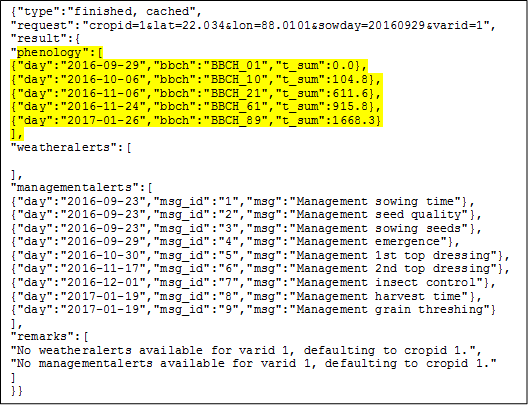 {"type":"finished, cached",
"request":"cropid=1&lat=22.034&lon=88.0101&sowday=20160929&varid=1",
"result":{
"phenology":[
{"day":"2016-09-29","bbch":"BBCH_01","t_sum":0.0},
{"day":"2016-10-06","bbch":"BBCH_10","t_sum":104.8},
{"day":"2016-11-06","bbch":"BBCH_21","t_sum":611.6},
{"day":"2016-11-24","bbch":"BBCH_61","t_sum":915.8},
{"day":"2017-01-26","bbch":"BBCH_89","t_sum":1668.3}
],
"weatheralerts":[
],
"managementalerts":[
{"day":"2016-09-23","msg_id":"1","msg":"Management sowing time"},
{"day":"2016-09-23","msg_id":"2","msg":"Management seed quality"},
{"day":"2016-09-23","msg_id":"3","msg":"Management sowing seeds"},
{"day":"2016-09-29","msg_id":"4","msg":"Management emergence"},
{"day":"2016-10-30","msg_id":"5","msg":"Management 1st top dressing"},
{"day":"2016-11-17","msg_id":"6","msg":"Management 2nd top dressing"},
{"day":"2016-12-01","msg_id":"7","msg":"Management insect control"},
{"day":"2017-01-19","msg_id":"8","msg":"Management harvest time"},
{"day":"2017-01-19","msg_id":"9","msg":"Management grain threshing"}
],
"remarks":[
"No weatheralerts available for varid 1, defaulting to cropid 1.",
"No managementalerts available for varid 1, defaulting to cropid 1."
]
}}